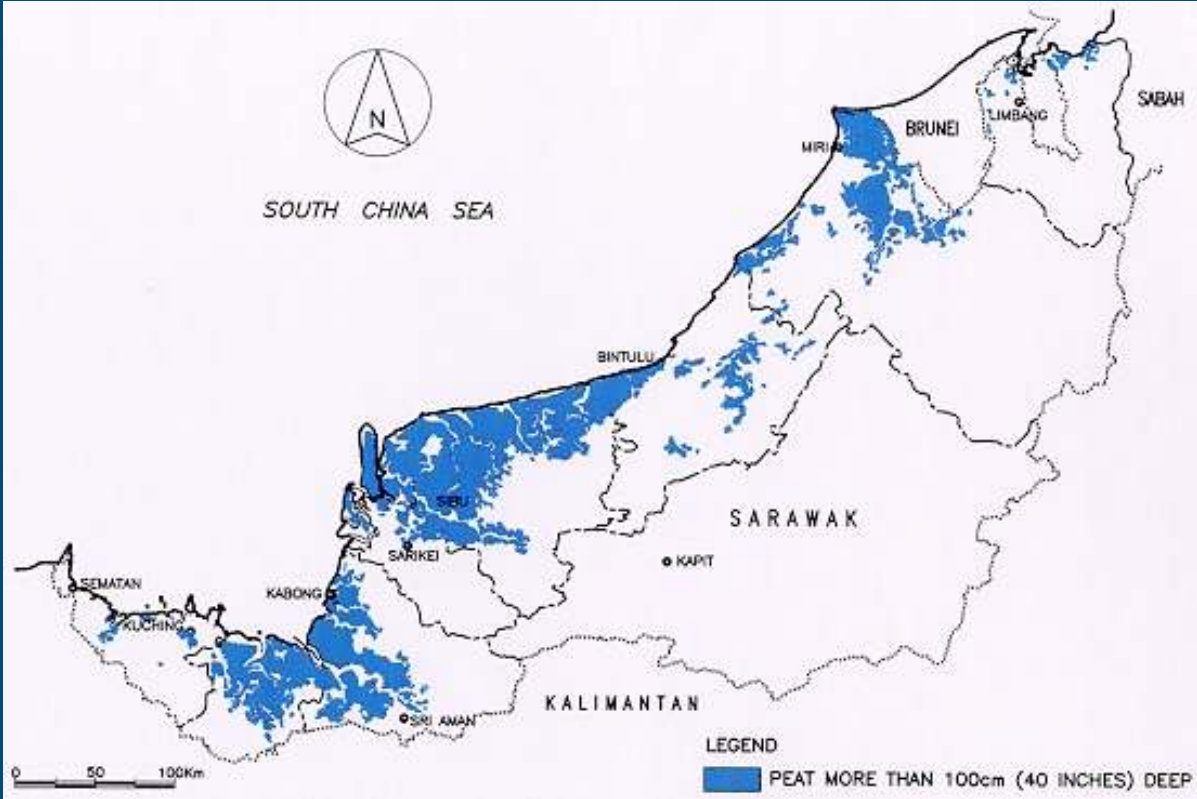 N
SOUTH CHINA SEA
SABAH
LIMBANG
BRUNEI
MIRI
BINTULU
SIBU
SARAWAK
SARIKEI
KAPIT
SEMATAN
KABONG
KUCHING
KALIMANTAN
SRI AMAN
LEGEND
0 50 100Km
PEAT MORE THAN 100cm (40 INCHES) DEEP